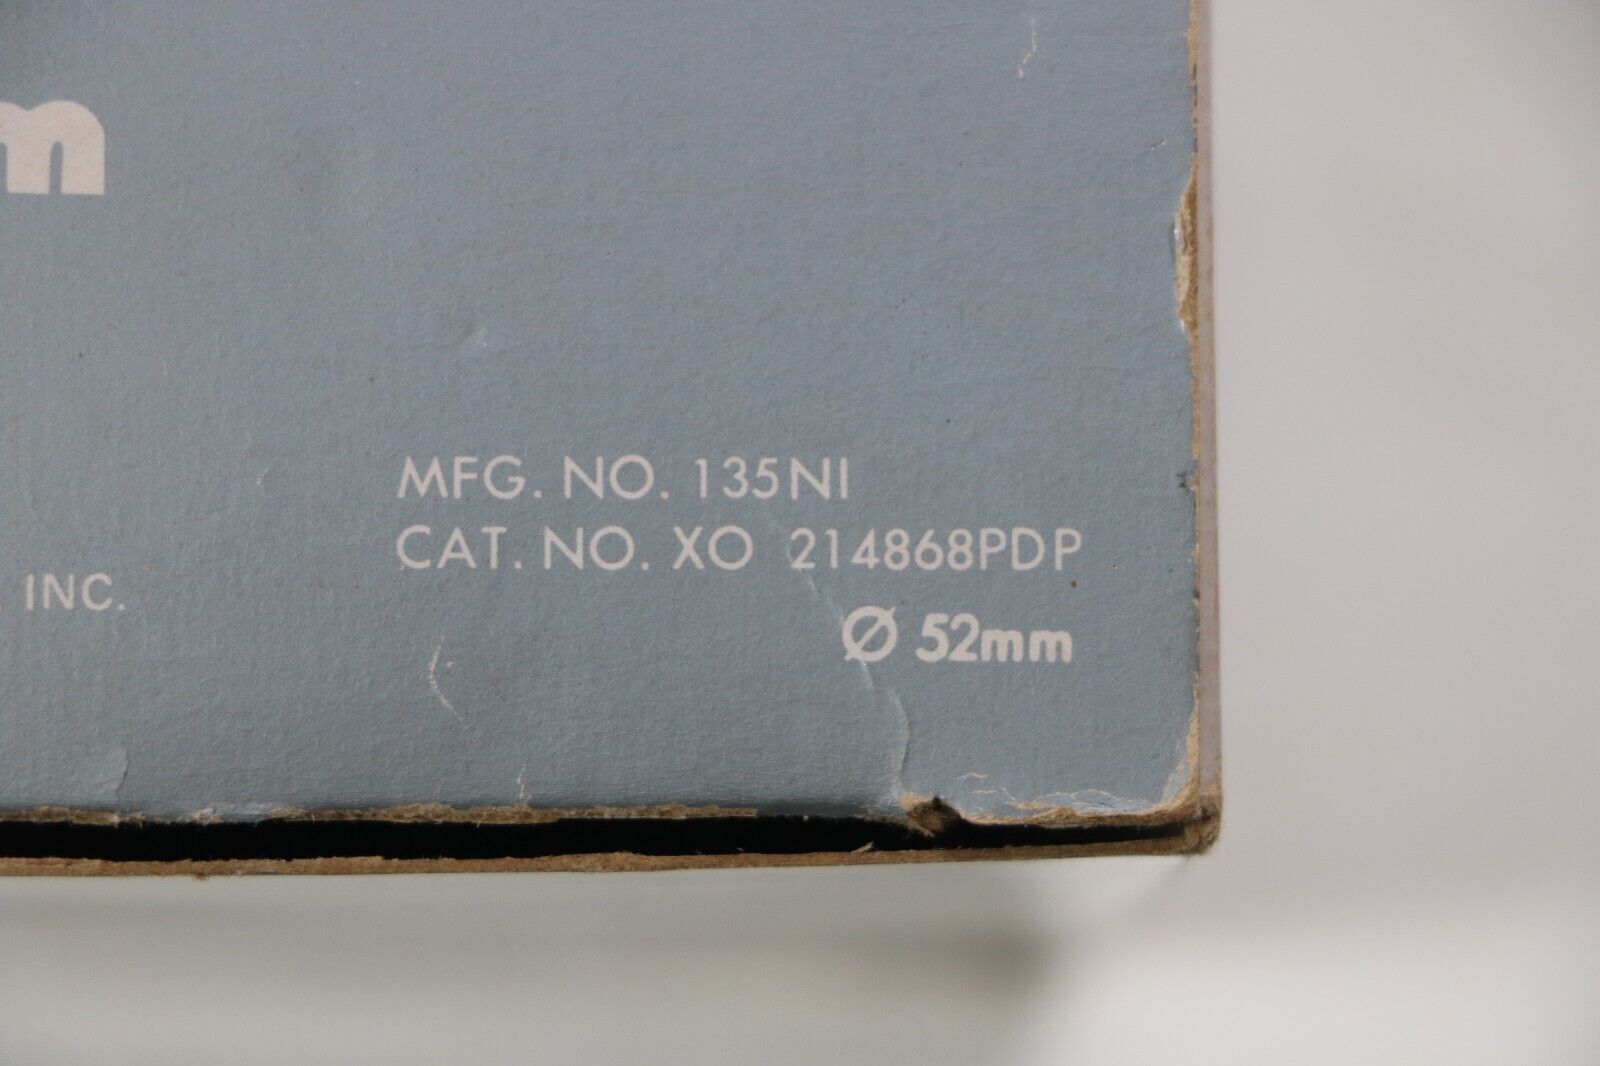 m
MFG. NO. 135NI
CAT. NO. XO 214868PDP
INC.
Ø 52mm